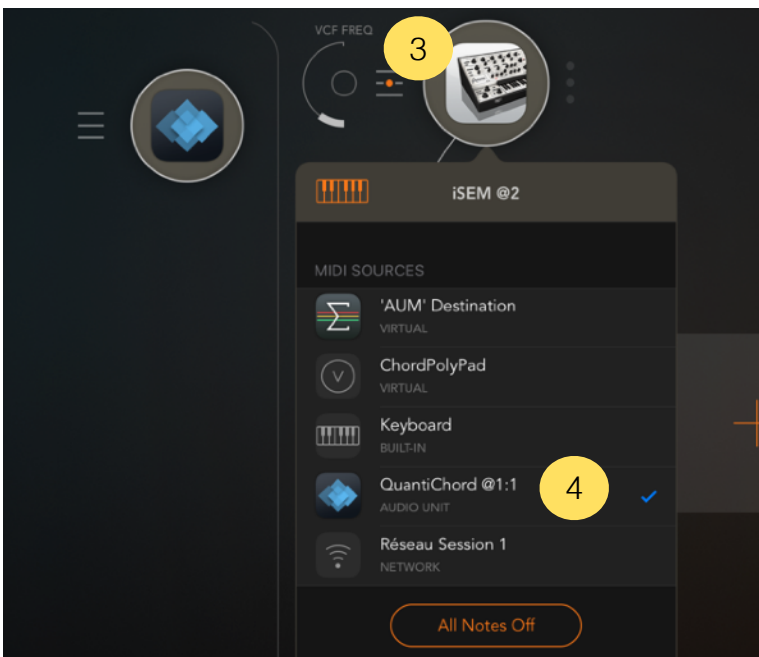 VCF FREQ
3
iSEM @2
MIDI SOURCES
'AUM' Destination
VIRTUAL
ChordPolyPad
VIRTUAL
Keyboard
BUILT-IN
QuantiChord @1:1
4
AUDIO UNIT
Réseau Session 1
NETWORK
All Notes Off